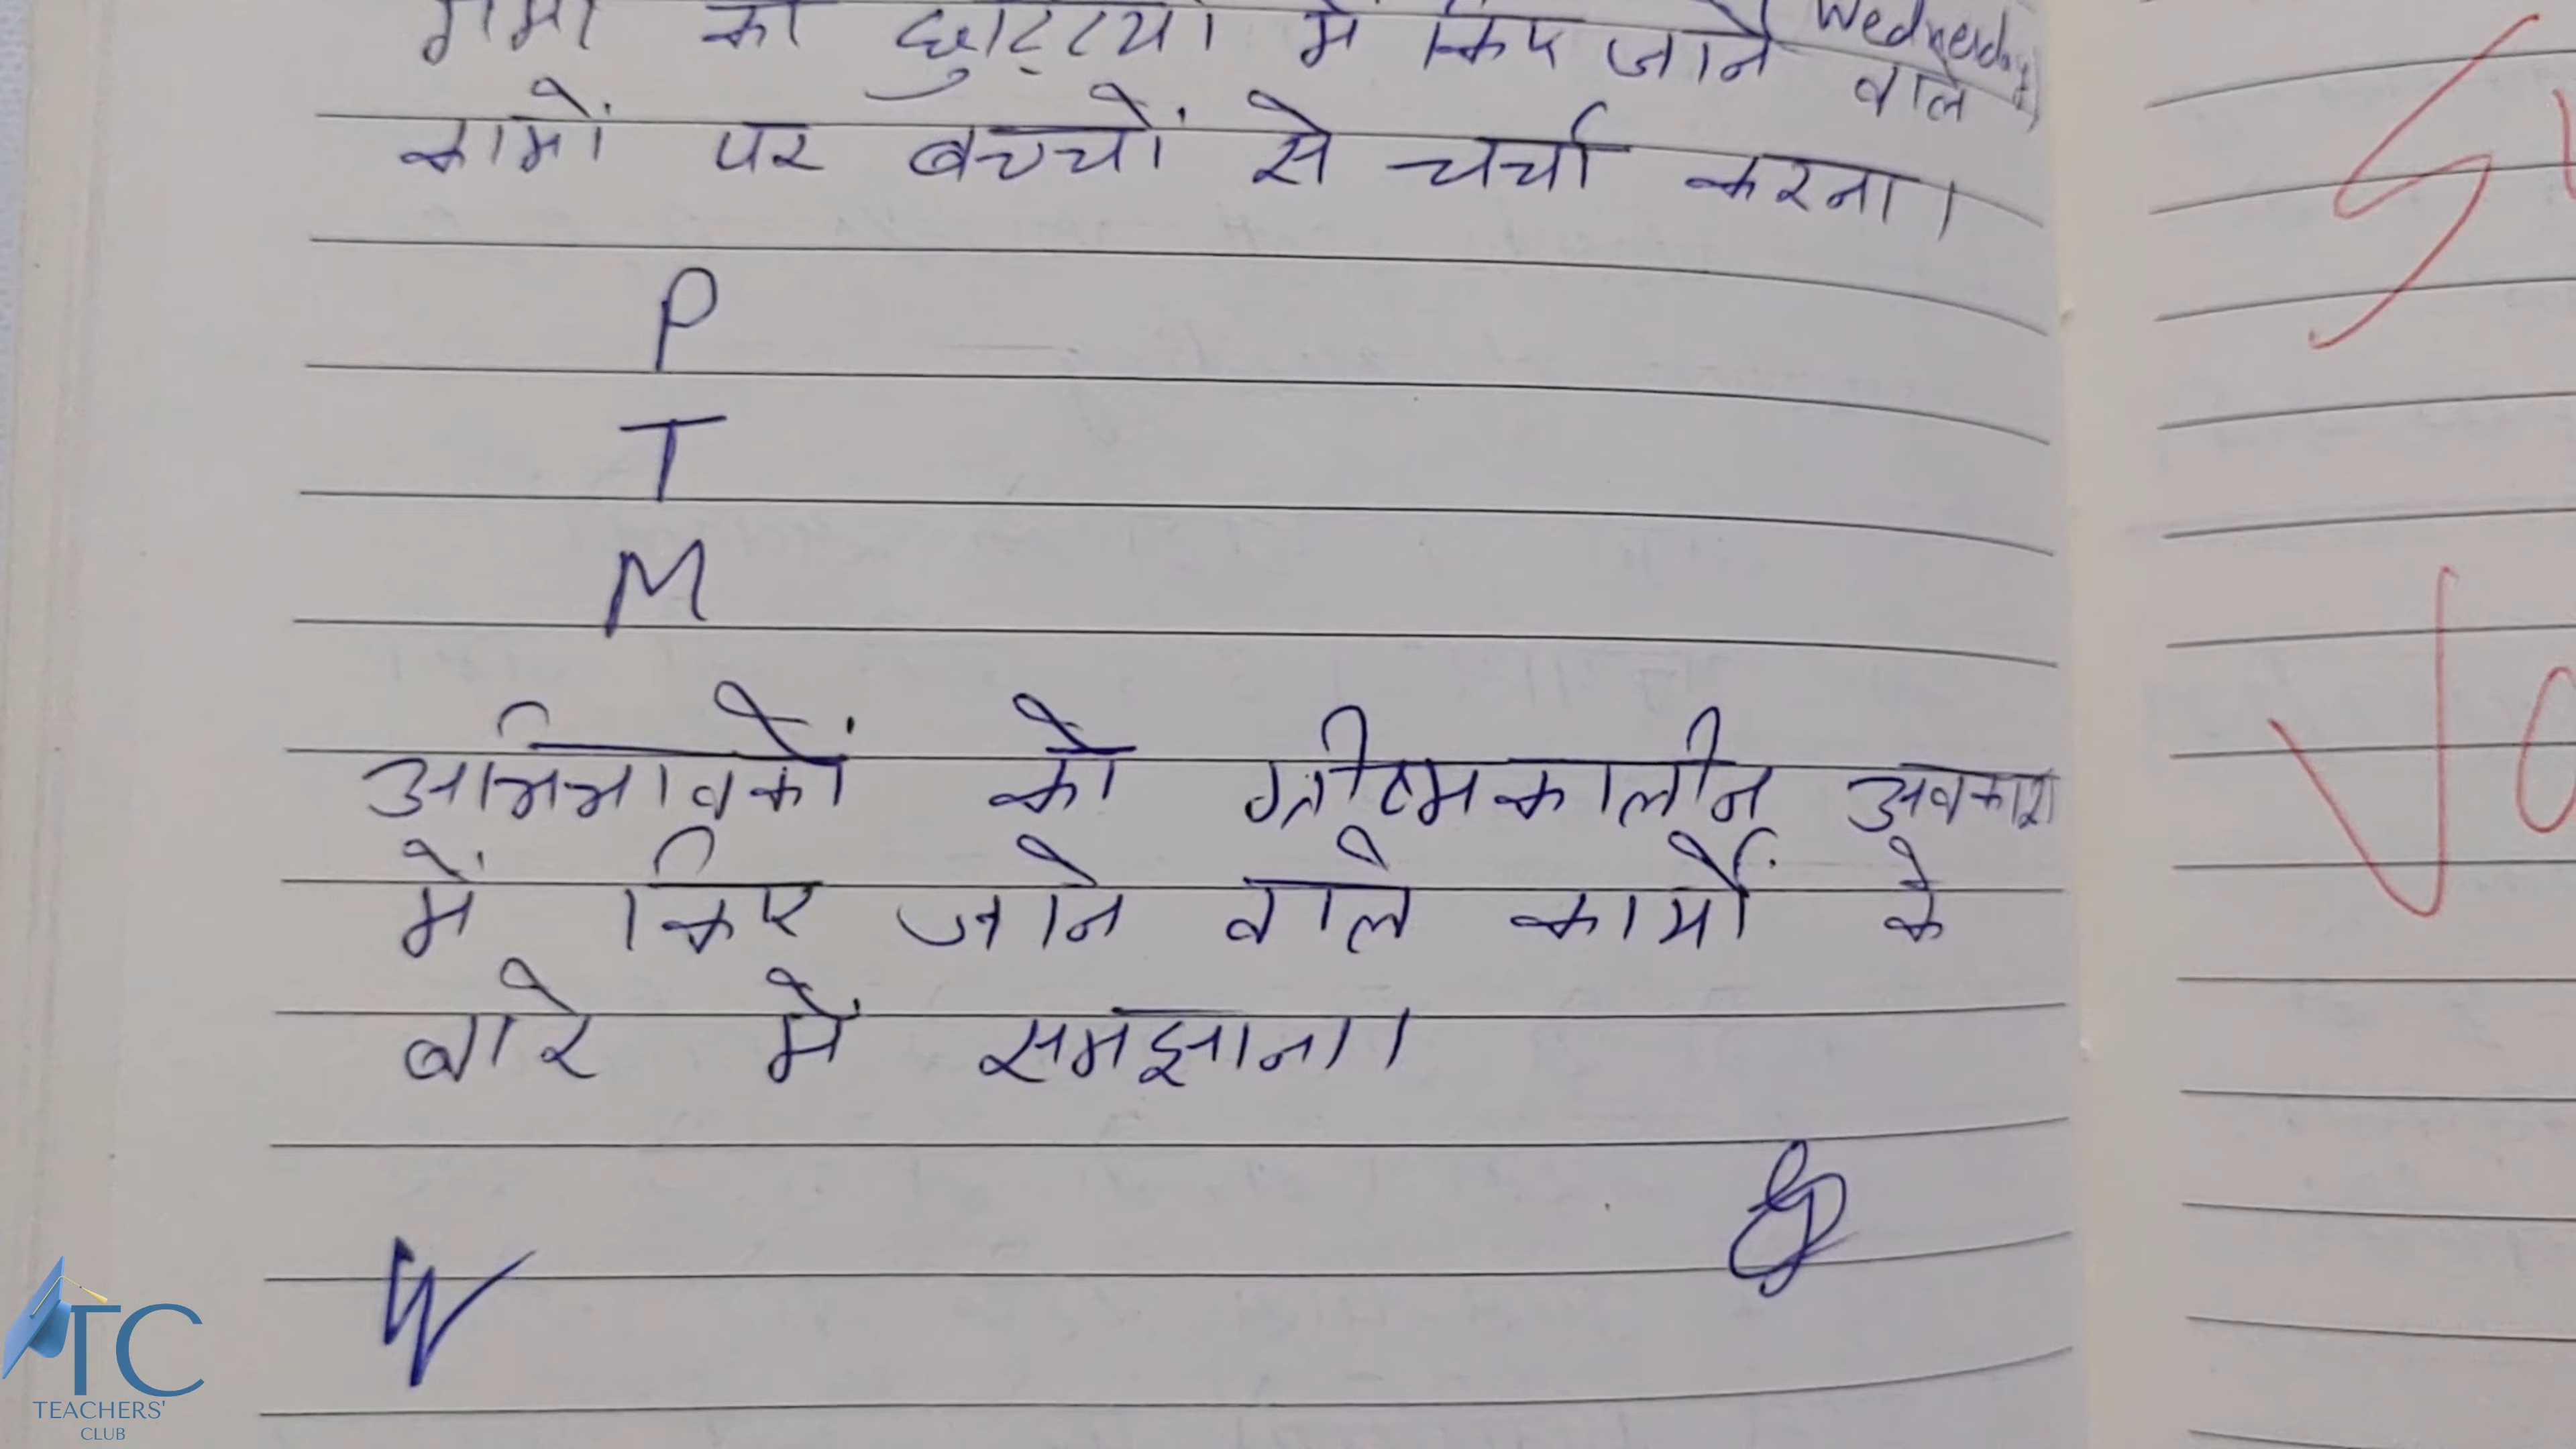 Wednesday
गर्मी की छुट्टियों में किए जाने वाले
कामों पर बच्चों से चर्चा करना।
P
T
M
अभिभावकों को ग्रीष्मकालीन अवकाश
में किए जाने वाले कार्यों के
बारे में समझाना।
TC
TEACHERS'
CLUB